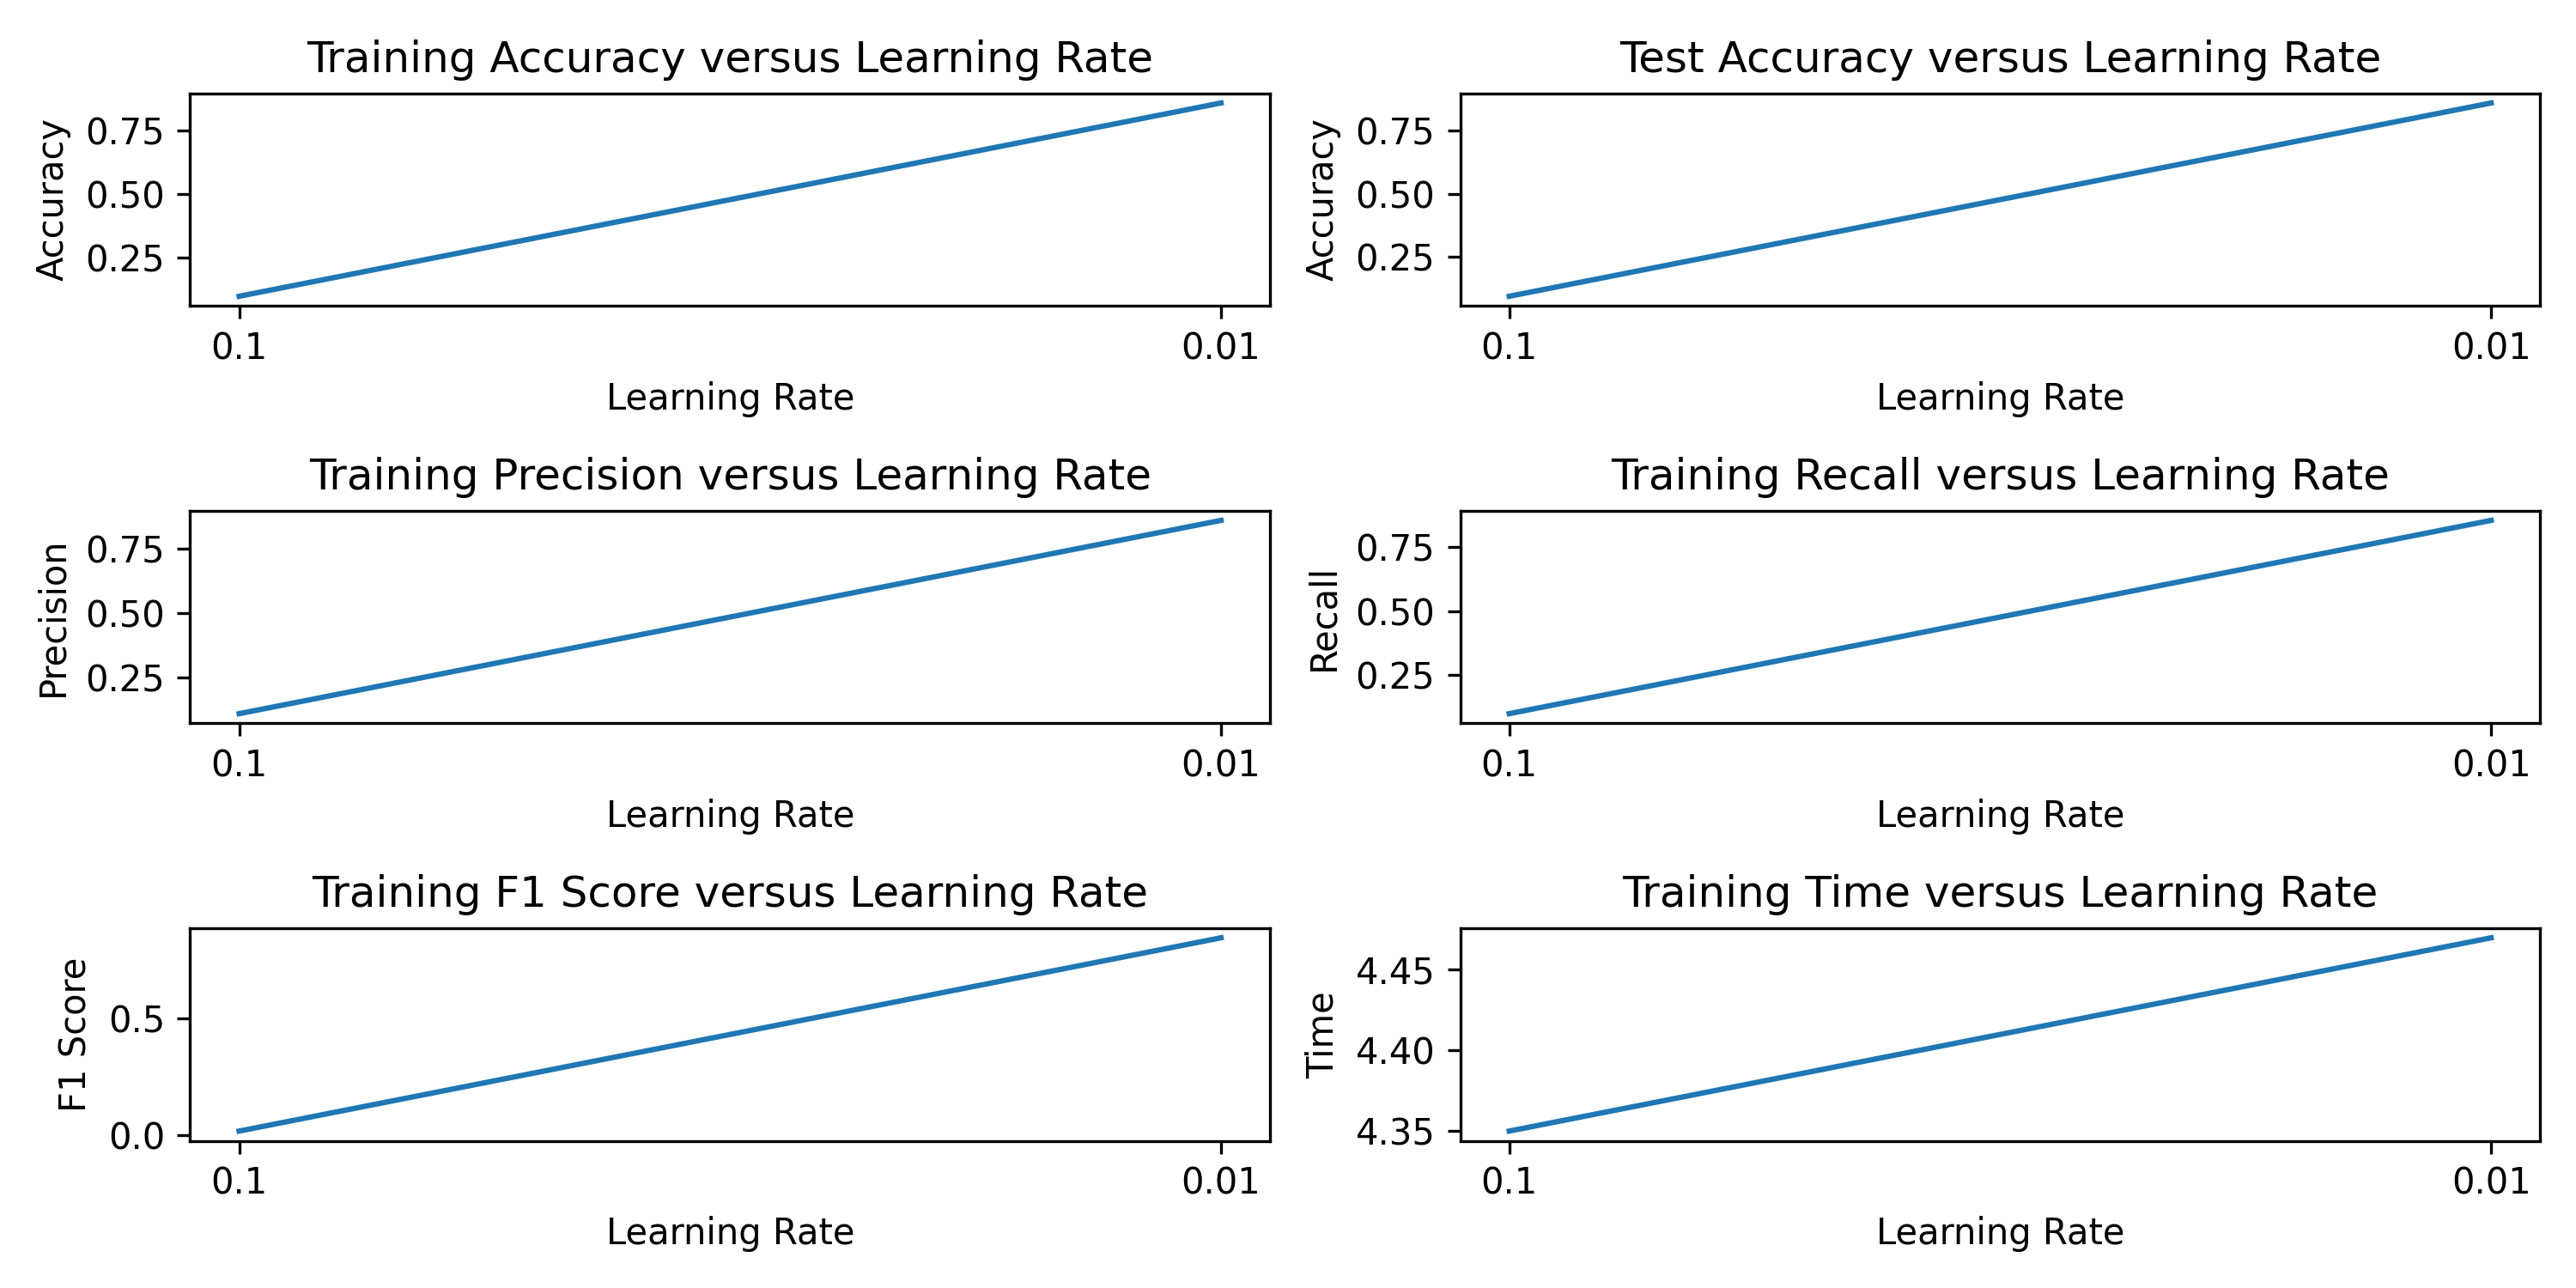 Training Accuracy versus Learning Rate
Accuracy
0.75
0.50
0.25
0.1 0.01
Learning Rate
Test Accuracy versus Learning Rate
Accuracy
0.75
0.50
0.25
0.1 0.01
Learning Rate
Training Precision versus Learning Rate
Precision
0.75
0.50
0.25
0.1 0.01
Learning Rate
Training Recall versus Learning Rate
Recall
0.75
0.50
0.25
0.1 0.01
Learning Rate
Training F1 Score versus Learning Rate
F1 Score
0.5
0.0
0.1 0.01
Learning Rate
Training Time versus Learning Rate
Time
4.45
4.40
4.35
0.1 0.01
Learning Rate